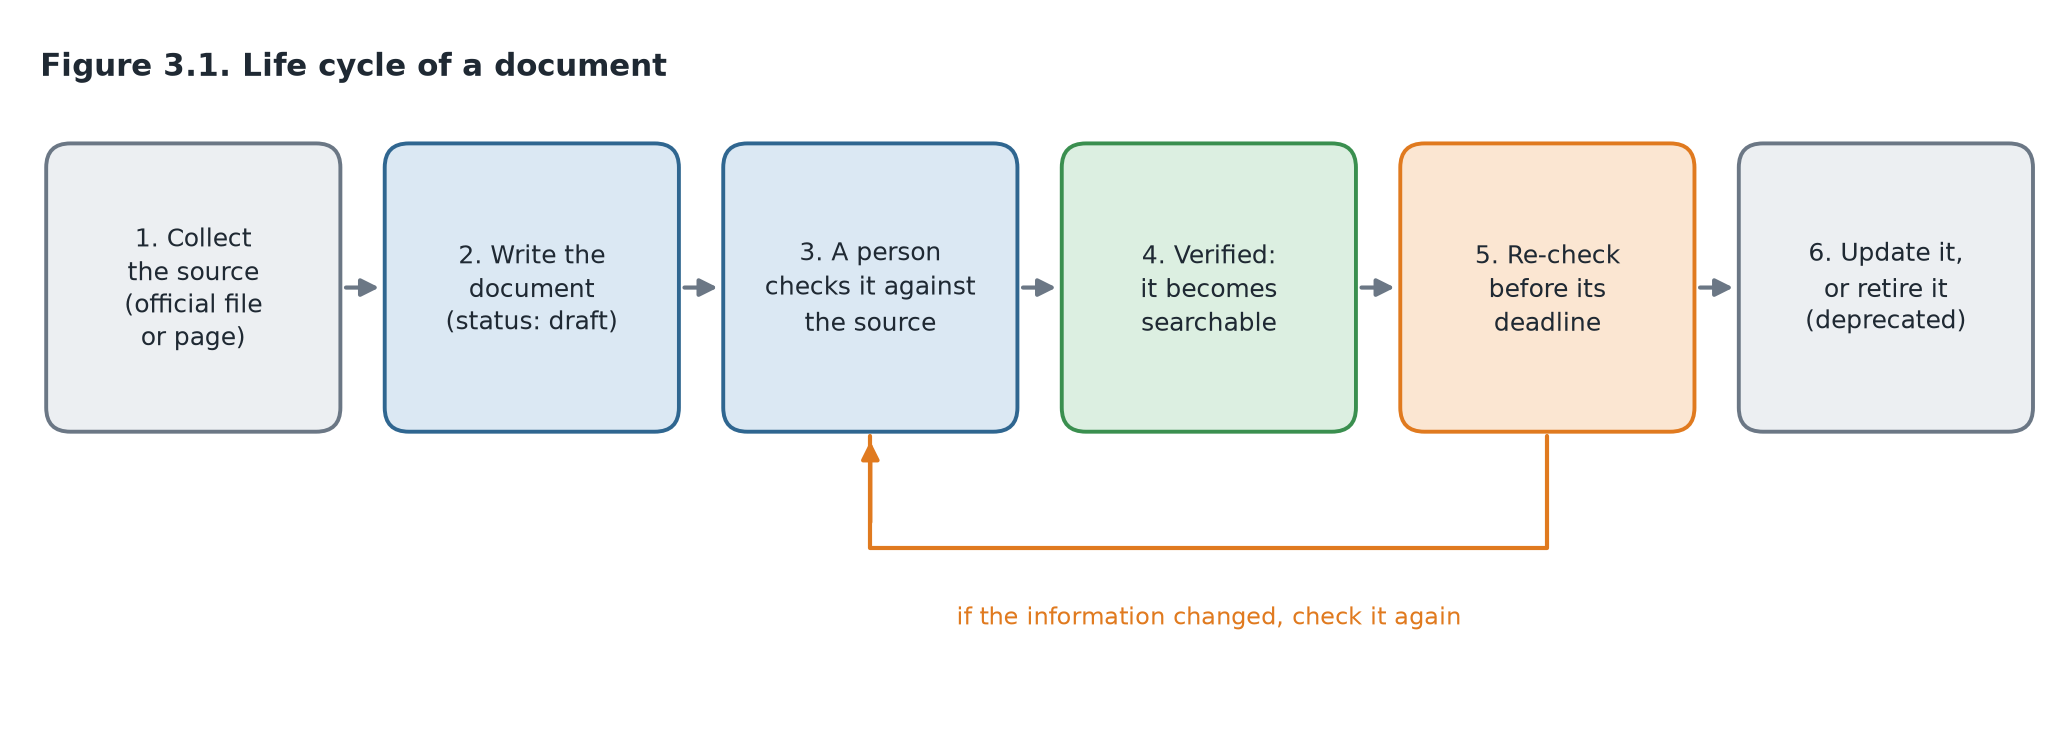 Figure 3.1. Life cycle of a document
1. Collect
the source
(official file
or page)
2. Write the
document
(status: draft)
3. A person
checks it against
the source
4. Verified:
it becomes
searchable
5. Re-check
before its
deadline
6. Update it,
or retire it
(deprecated)
if the information changed, check it again